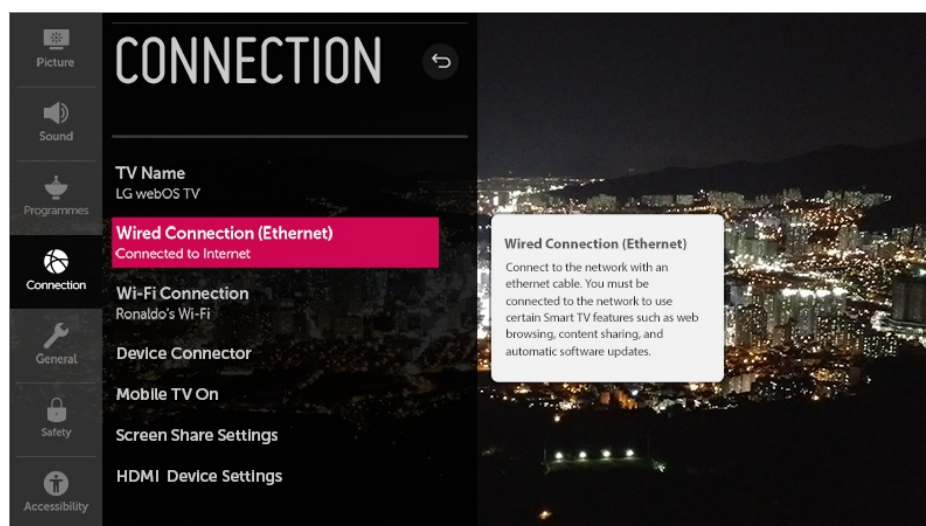 Picture
Sound
Programmes
Connection
General
Safety
Accessibility
CONNECTION
TV Name
LG webOS TV
Wired Connection (Ethernet)
Connected to Internet
Wi-Fi Connection
Ronaldo's Wi-Fi
Device Connector
Mobile TV On
Screen Share Settings
HDMI Device Settings
Wired Connection (Ethernet)
Connect to the network with an
ethernet cable. You must be
connected to the network to use
certain Smart TV features such as web
browsing, content sharing, and
automatic software updates.